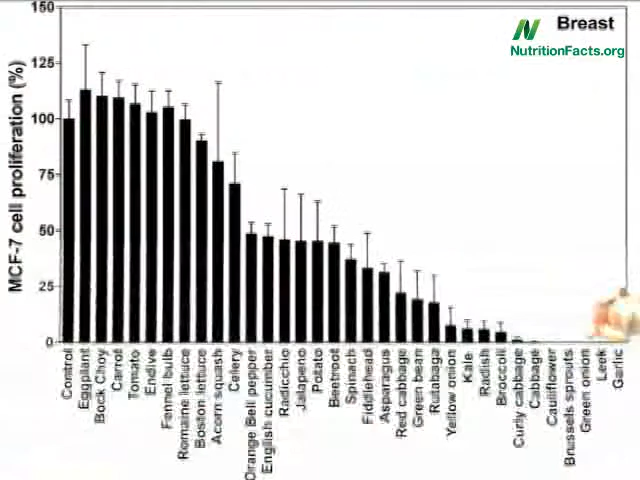 150
Breast
NutritionFacts.org
125
100
75
50
25
0
MCF-7 cell proliferation (%)
Control
Eggplant
Bock Choy
Carrot
Tomato
Endive
Fennel bulb
Romaine lettuce
Boston lettuce
Acorn squash
Celery
Orange Bell pepper
English cucumber
Radicchio
Jalapeno
Potato
Beetroot
Spinach
Fiddlehead
Asparagus
Red cabbage
Green bean
Rutabaga
Yellow onion
Kale
Radish
Broccoli
Curly cabbage
Cabbage
Cauliflower
Brussels sprouts
Green onion
Leek
Garlic